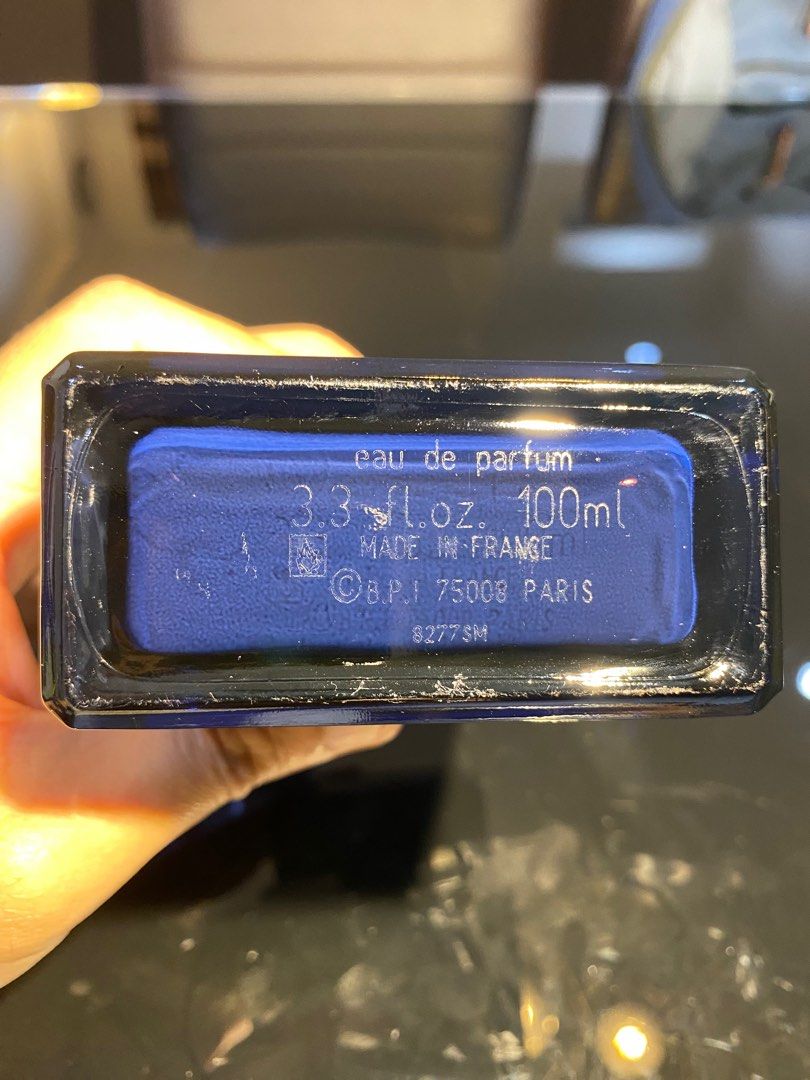 eau de parfum
3.3 fl.oz. 100ml
MADE IN FRANCE
©B.P.I 75008 PARIS
8277SM